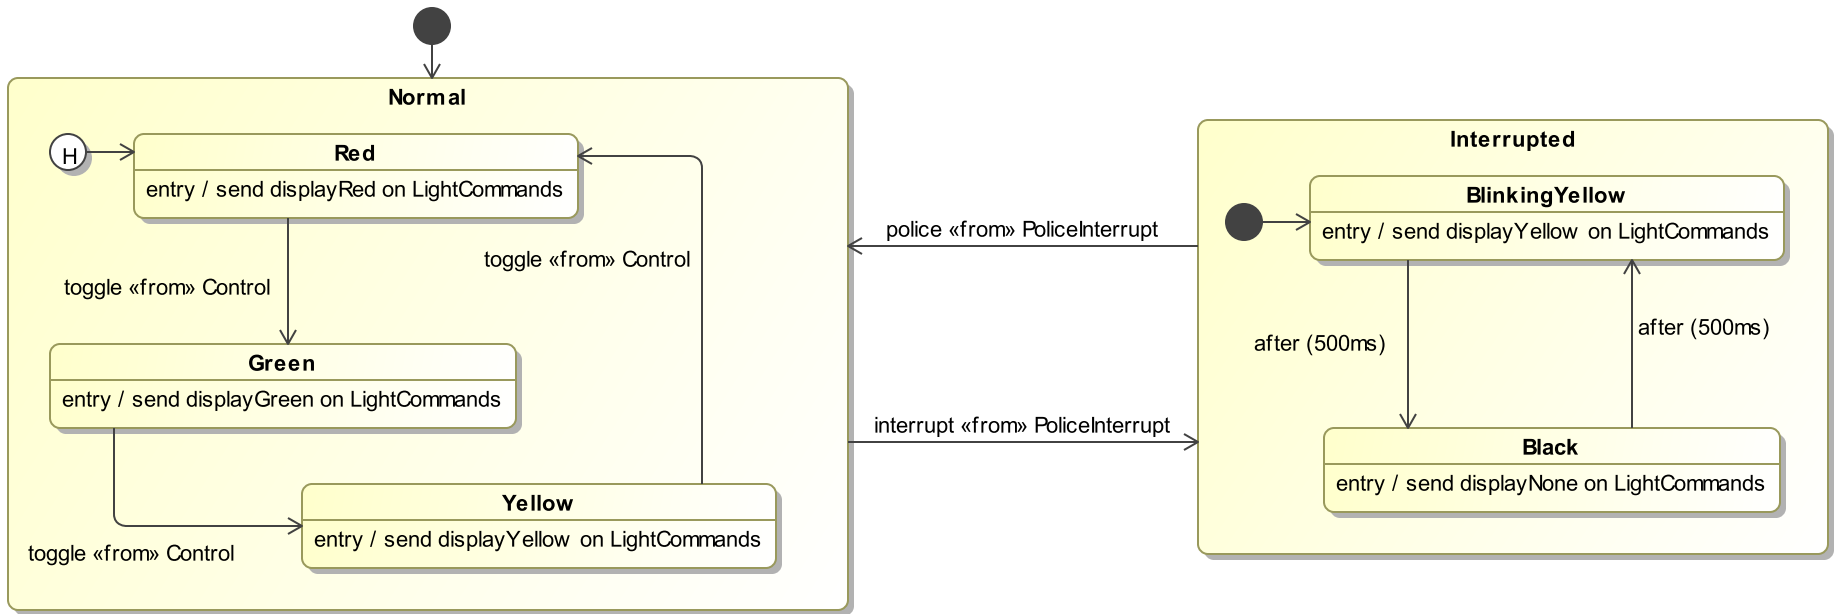 Normal
H
Red
entry / send displayRed on LightCommands
toggle «from» Control
toggle «from» Control
Green
entry / send displayGreen on LightCommands
toggle «from» Control
Yellow
entry / send displayYellow on LightCommands
police «from» PoliceInterrupt
interrupt «from» PoliceInterrupt
Interrupted
BlinkingYellow
entry / send displayYellow on LightCommands
after (500ms)
after (500ms)
Black
entry / send displayNone on LightCommands